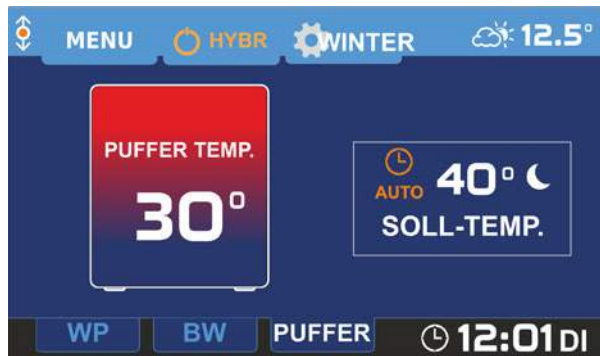 MENU HYBR WINTER 12.5°
PUFFER TEMP.
30°
AUTO 40°
SOLL-TEMP.
WP BW PUFFER 12:01 DI